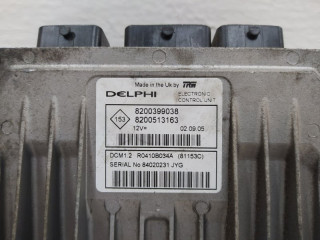 Made in the Uk by TRW
DELPHI ELECTRONIC CONTROL UNIT
8200399038
153 8200513163
12V= 02.09.05
DCM1.2 R0410B034A (81153C)
SERIAL No 84020231 JYG